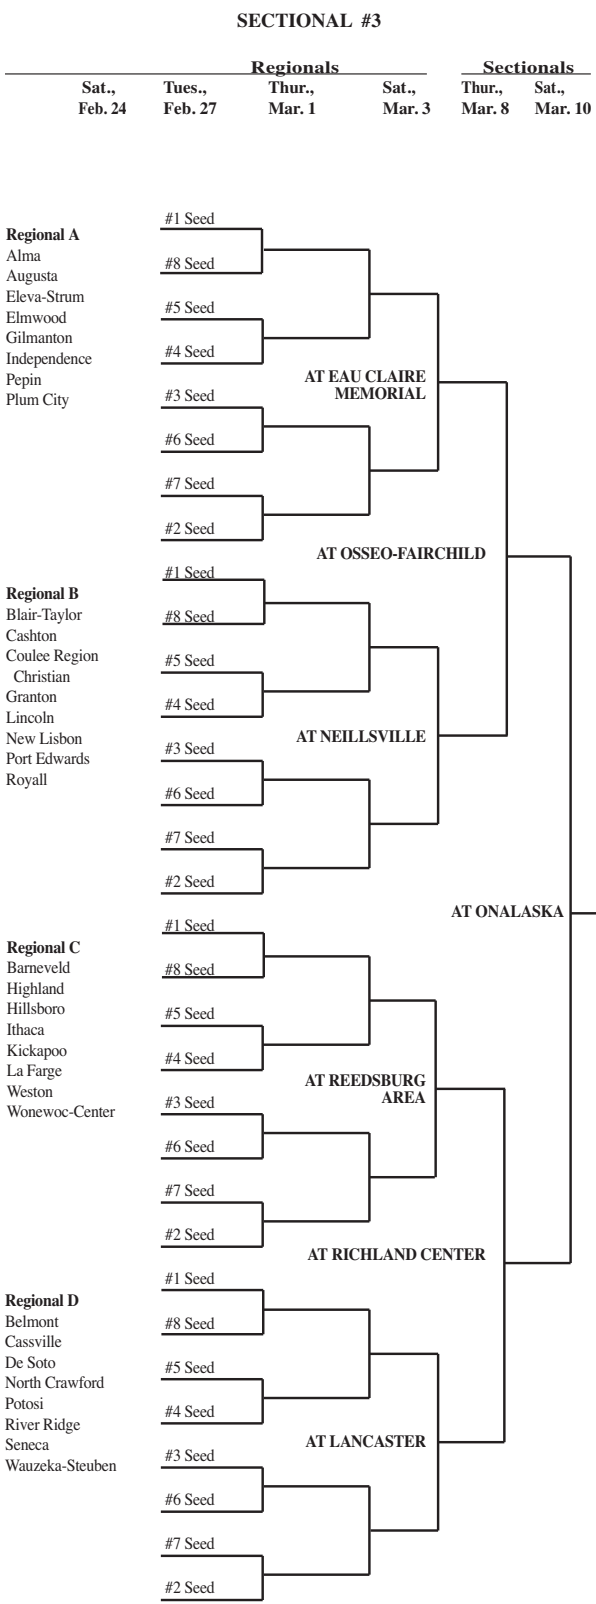 SECTIONAL #3
Regionals
Sectionals
Sat.,
Feb. 24
Tues.,
Feb. 27
Thur.,
Mar. 1
Sat.,
Mar. 3
Thur.,
Mar. 8
Sat.,
Mar. 10
Regional A
Alma
Augusta
Eleva-Strum
Elmwood
Gilmanton
Independence
Pepin
Plum City
#1 Seed
#8 Seed
#5 Seed
#4 Seed
#3 Seed
#6 Seed
#7 Seed
#2 Seed
AT EAU CLAIRE
MEMORIAL
AT OSSEO-FAIRCHILD
Regional B
Blair-Taylor
Cashton
Coulee Region
Christian
Granton
Lincoln
New Lisbon
Port Edwards
Royall
#1 Seed
#8 Seed
#5 Seed
#4 Seed
#3 Seed
#6 Seed
#7 Seed
#2 Seed
AT NEILLSVILLE
AT ONALASKA
Regional C
Barneveld
Highland
Hillsboro
Ithaca
Kickapoo
La Farge
Weston
Wonewoc-Center
#1 Seed
#8 Seed
#5 Seed
#4 Seed
#3 Seed
#6 Seed
#7 Seed
#2 Seed
AT REEDSBURG
AREA
AT RICHLAND CENTER
Regional D
Belmont
Cassville
De Soto
North Crawford
Potosi
River Ridge
Seneca
Wauzeka-Steuben
#1 Seed
#8 Seed
#5 Seed
#4 Seed
#3 Seed
#6 Seed
#7 Seed
#2 Seed
AT LANCASTER